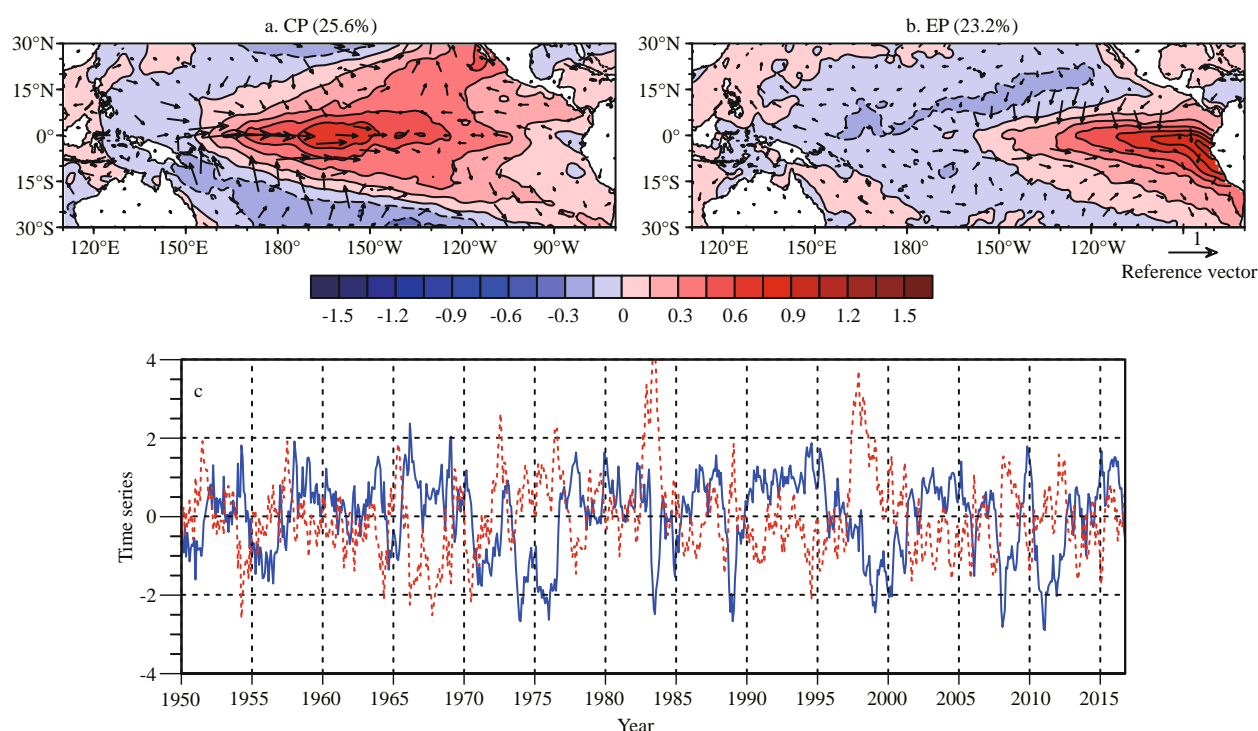 a. CP (25.6%)
b. EP (23.2%)
30°N
15°N
0°
15°S
30°S
120°E 150°E 180° 150°W 120°W 90°W
30°N
15°N
0°
15°S
30°S
120°E 150°E 180° 150°W 120°W
1
Reference vector
-1.5 -1.2 -0.9 -0.6 -0.3 0 0.3 0.6 0.9 1.2 1.5
c
4
2
0
-2
-4
Time series
1950 1955 1960 1965 1970 1975 1980 1985 1990 1995 2000 2005 2010 2015
Year